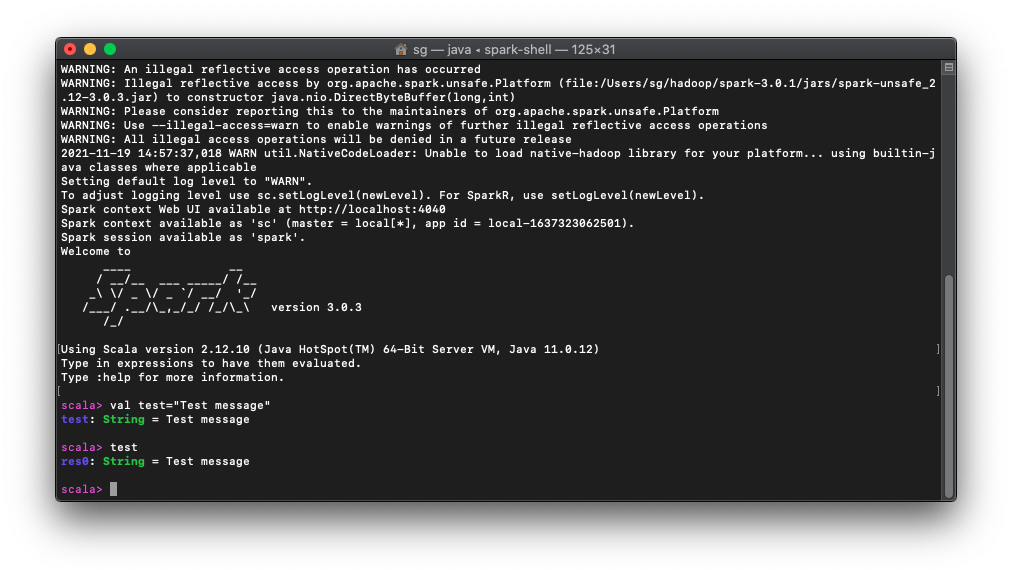 sg — java ◂ spark-shell — 125×31
WARNING: An illegal reflective access operation has occurred
WARNING: Illegal reflective access by org.apache.spark.unsafe.Platform (file:/Users/sg/hadoop/spark-3.0.1/jars/spark-unsafe_2
.12-3.0.3.jar) to constructor java.nio.DirectByteBuffer(long,int)
WARNING: Please consider reporting this to the maintainers of org.apache.spark.unsafe.Platform
WARNING: Use --illegal-access=warn to enable warnings of further illegal reflective access operations
WARNING: All illegal access operations will be denied in a future release
2021-11-19 14:57:37,018 WARN util.NativeCodeLoader: Unable to load native-hadoop library for your platform... using builtin-j
ava classes where applicable
Setting default log level to "WARN".
To adjust logging level use sc.setLogLevel(newLevel). For SparkR, use setLogLevel(newLevel).
Spark context Web UI available at http://localhost:4040
Spark context available as 'sc' (master = local[*], app id = local-1637323062501).
Spark session available as 'spark'.
Welcome to
      ____              __
     / __/__  ___ _____/ /__
    _\ \/ _ \/ _ `/ __/  '_/
   /___/ .__/\_,_/_/ /_/\_\   version 3.0.3
      /_/
[Using Scala version 2.12.10 (Java HotSpot(TM) 64-Bit Server VM, Java 11.0.12) ]
Type in expressions to have them evaluated.
Type :help for more information.
[ ]
scala> val test="Test message"
test: String = Test message
scala> test
res0: String = Test message
scala>